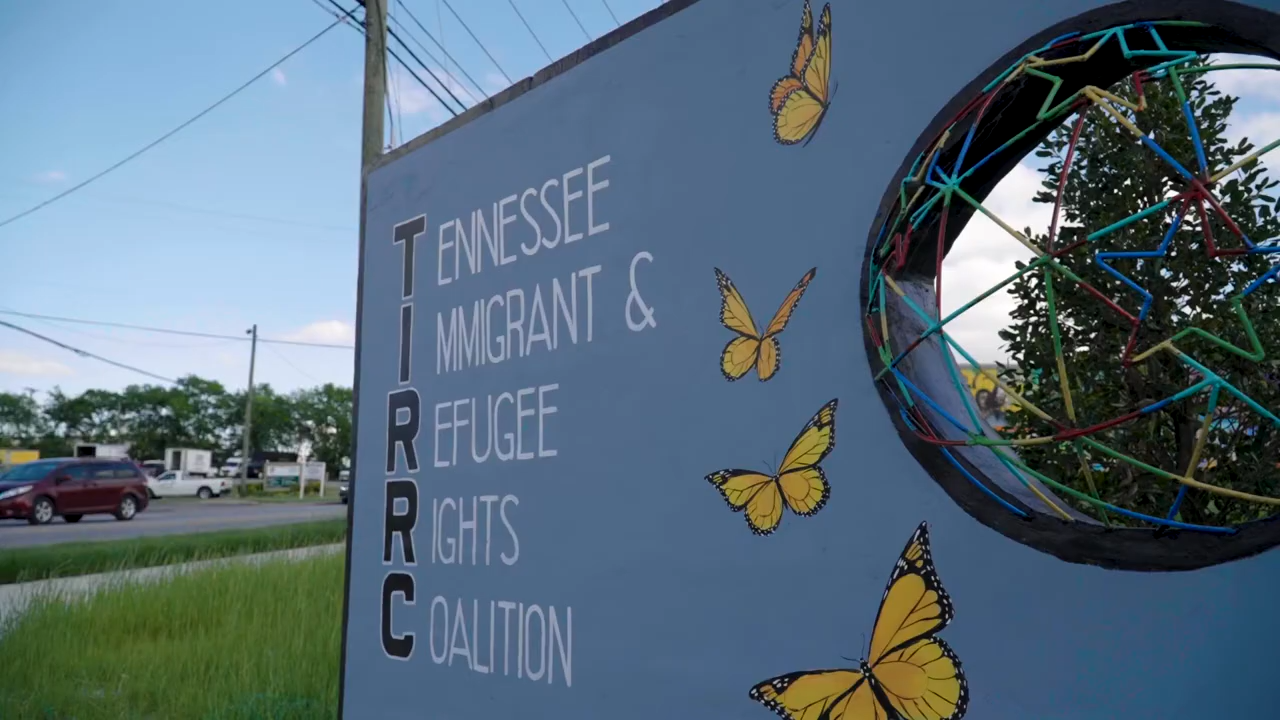 TENNESSEE
IMMIGRANT &
REFUGEE
RIGHTS
COALITION